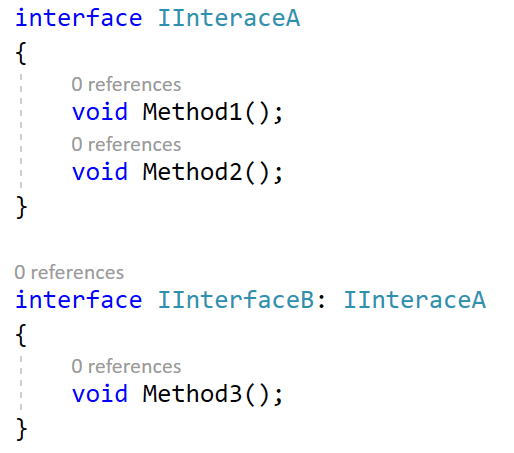 interface IInteraceA
{
0 references
void Method1();
0 references
void Method2();
}
0 references
interface IInterfaceB: IInteraceA
{
0 references
void Method3();
}